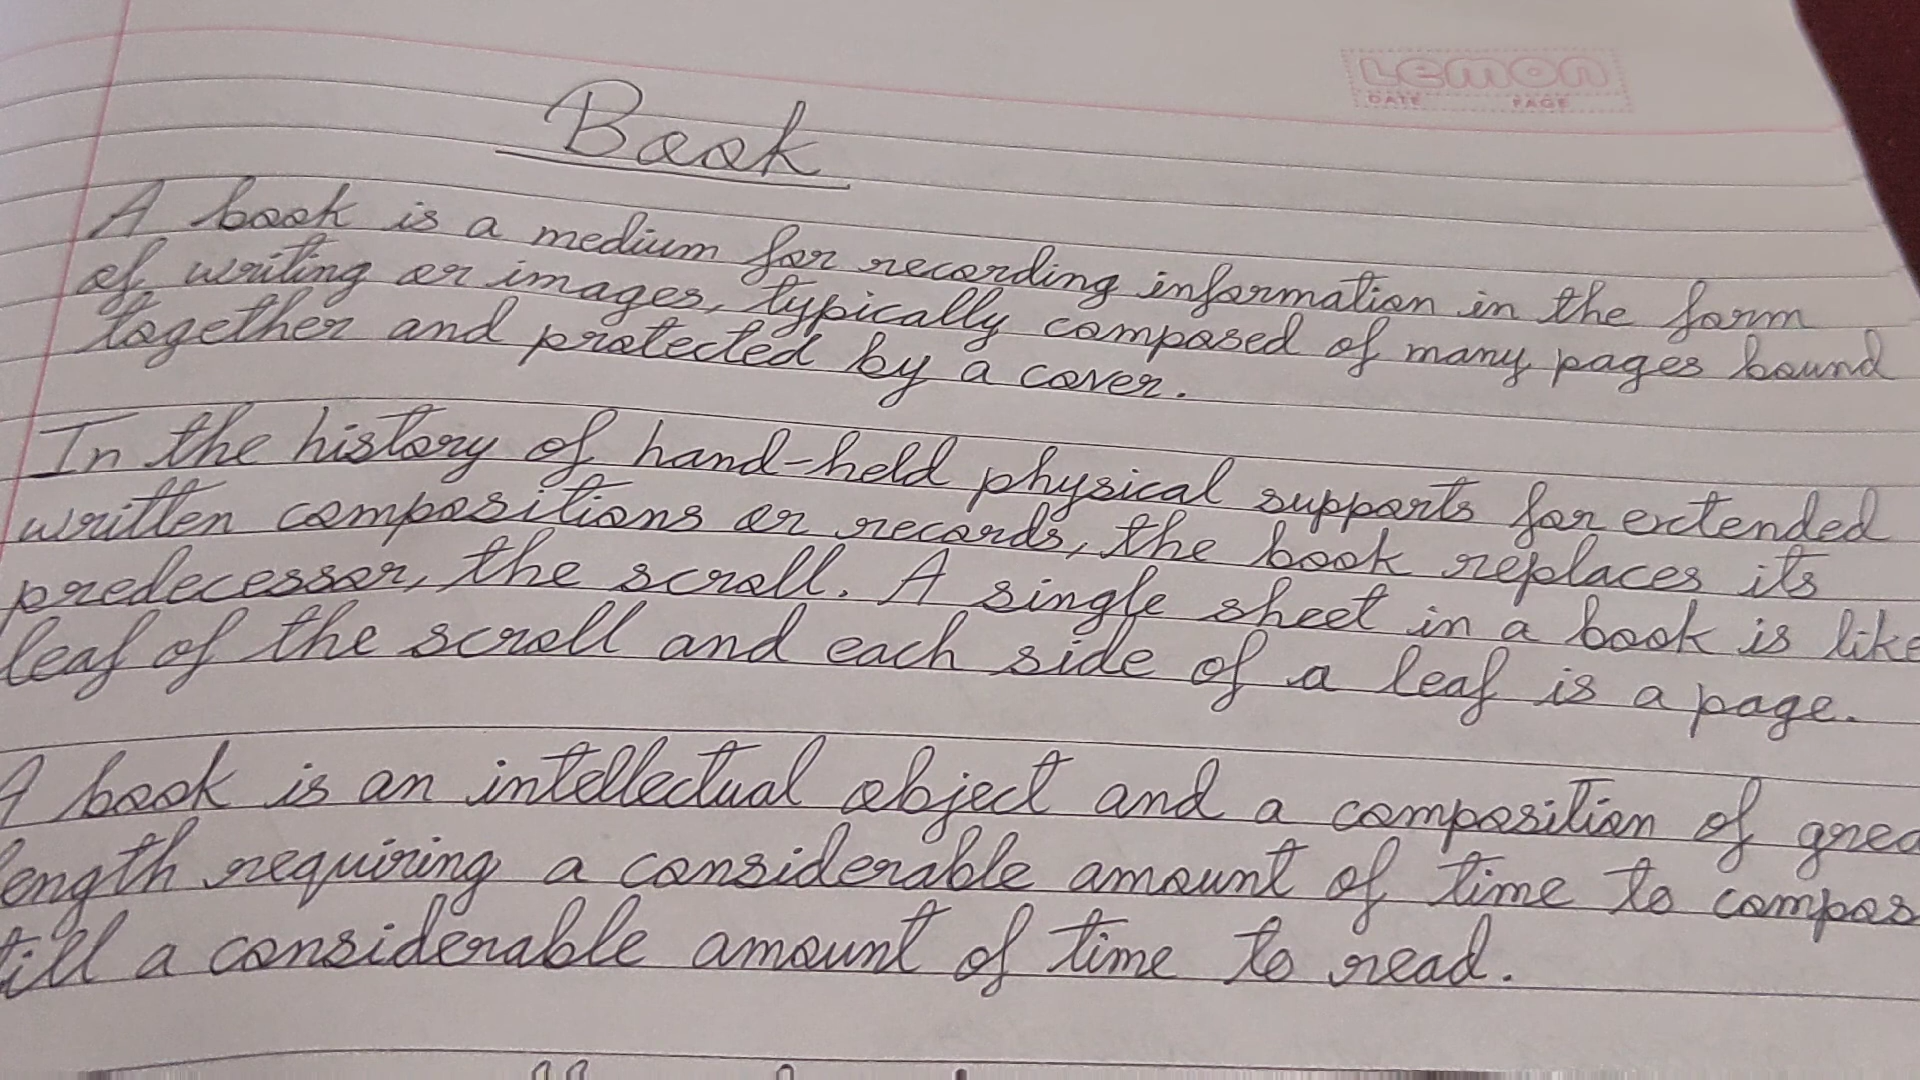 LEMON
DATE PAGE
Book
A book is a medium for recording information in the form
of writing or images, typically composed of many pages bound
together and protected by a cover.
In the history of hand-held physical supports for extended
written compositions or records, the book replaces its
predecessor, the scroll. A single sheet in a book is like
leaf of the scroll and each side of a leaf is a page.
A book is an intellectual object and a composition of grea
length requiring a considerable amount of time to compos
till a considerable amount of time to read.